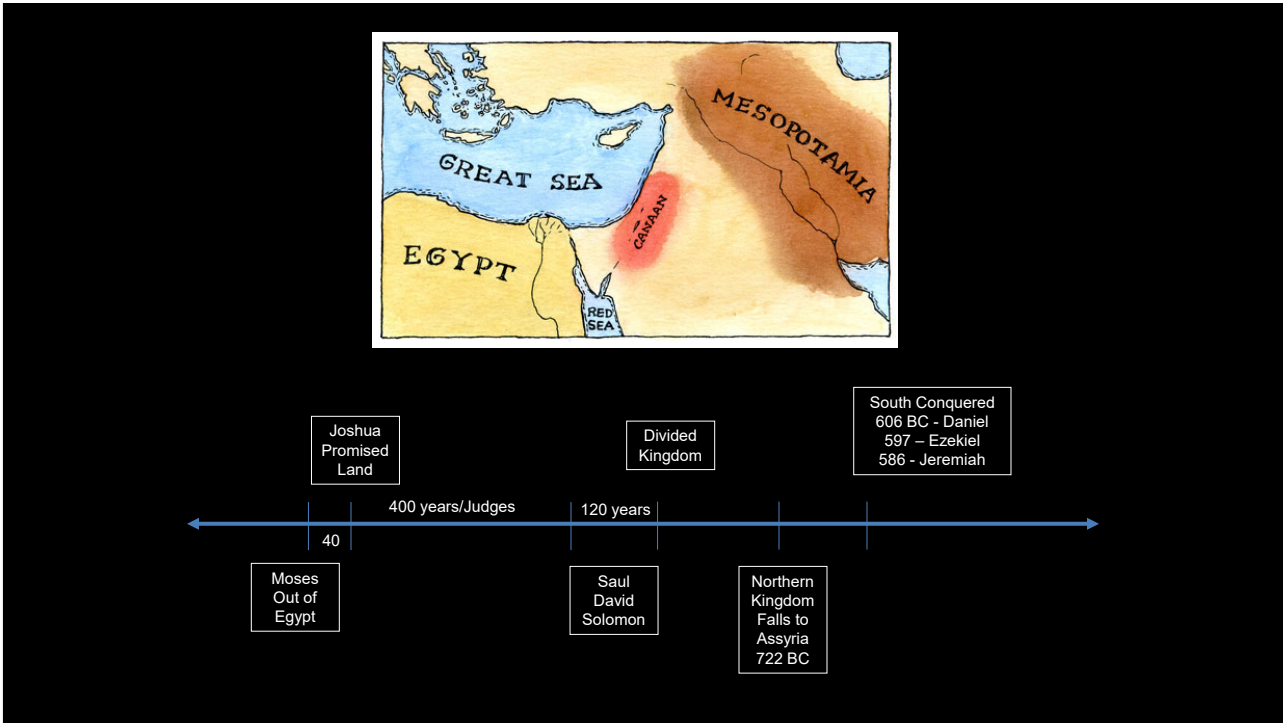 MESOPOTAMIA
GREAT SEA
CANAAN
EGYPT
RED
SEA
South Conquered
606 BC - Daniel
597 – Ezekiel
586 - Jeremiah
Joshua
Promised
Land
Divided
Kingdom
400 years/Judges
120 years
40
Moses
Out of
Egypt
Saul
David
Solomon
Northern
Kingdom
Falls to
Assyria
722 BC